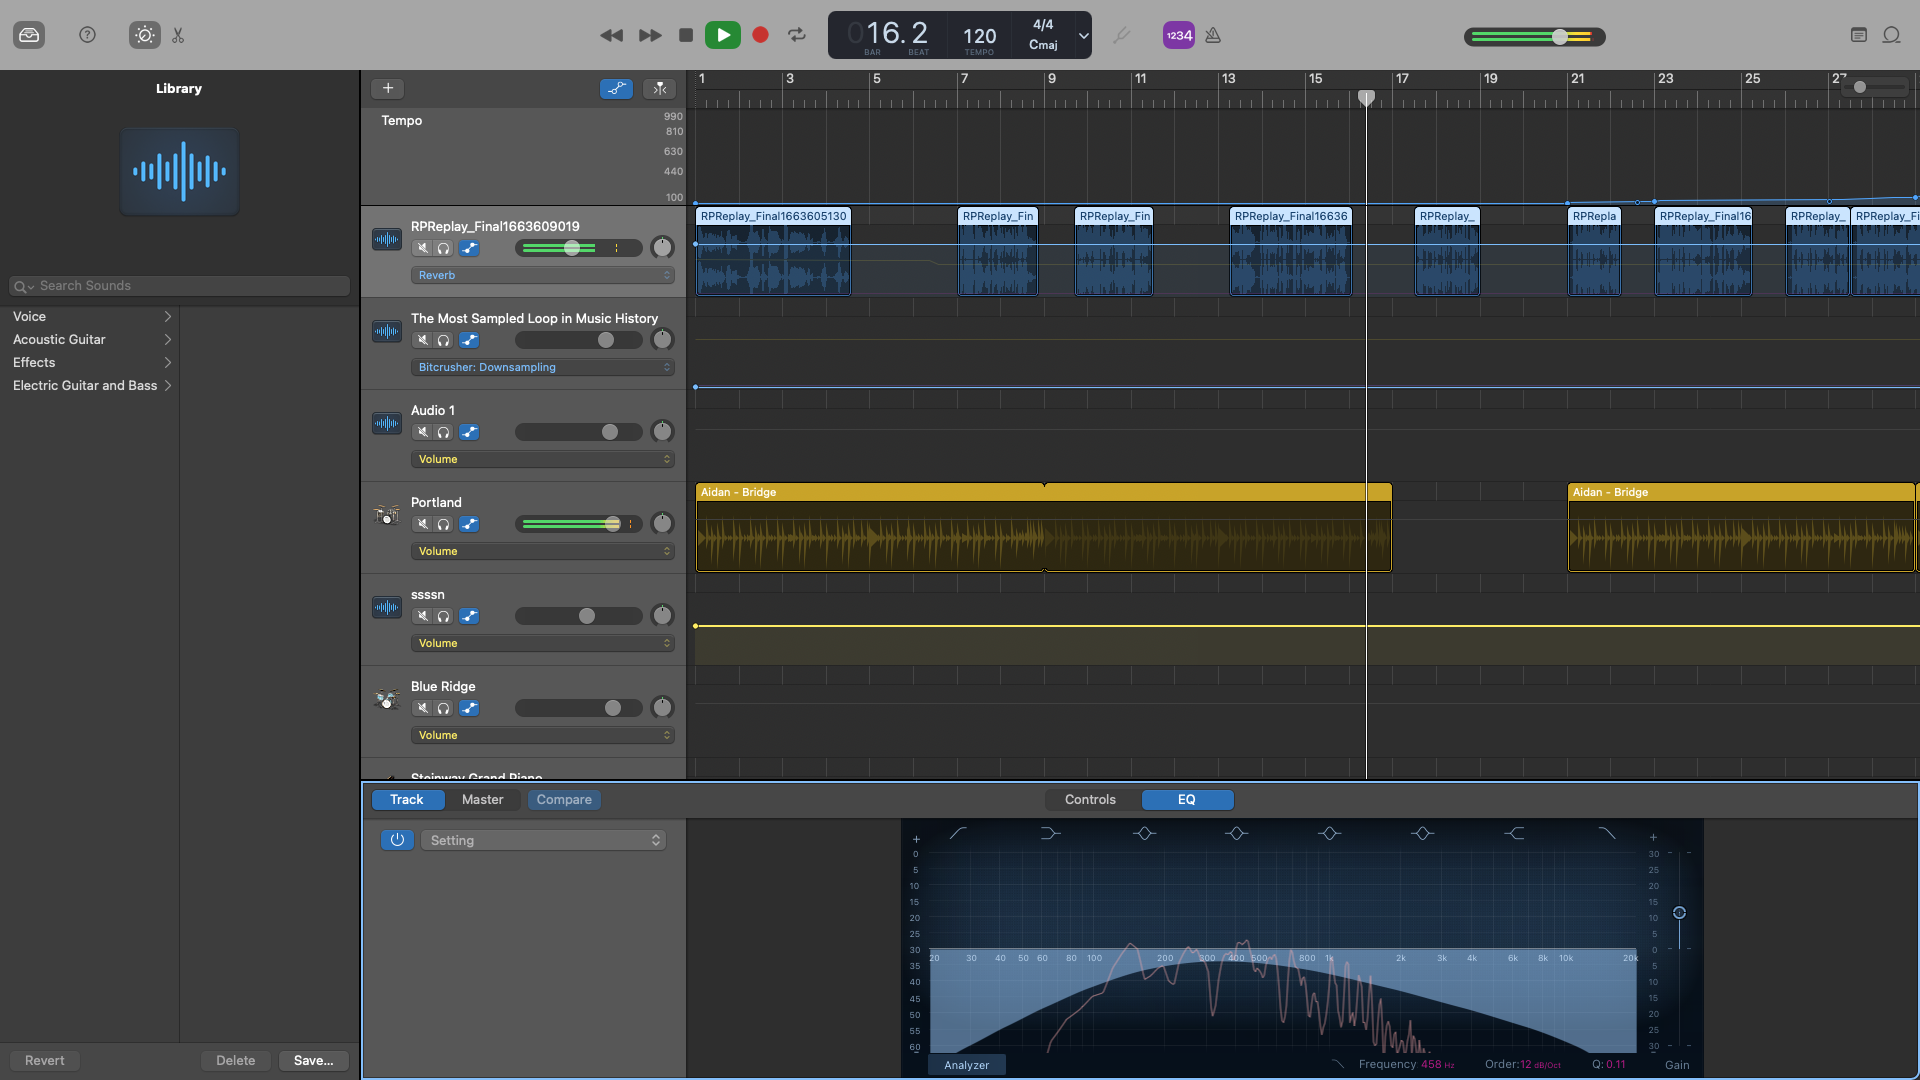 016. 2
BAR BEAT
120
TEMPO
4/4
Cmaj
1234
Library
Search Sounds
Voice
Acoustic Guitar
Effects
Electric Guitar and Bass
Revert
Delete
Save...
1 3 5 7 9 11 13 15 17 19 21 23 25 27
Tempo
990
810
630
440
100
RPReplay_Final1663609019
Reverb
RPReplay_Final1663605130
RPReplay_Fin
RPReplay_Fin
RPReplay_Final16636
RPReplay_
RPRepla
RPReplay_Final16
RPReplay_
RPReplay_Fi
The Most Sampled Loop in Music History
Bitcrusher: Downsampling
Audio 1
Volume
Portland
Volume
Aidan - Bridge
Aidan - Bridge
ssssn
Volume
Blue Ridge
Volume
Steinway Grand Piano
Track
Master
Compare
Controls
EQ
Setting
+
0
5
10
15
20
25
30
35
40
45
50
55
60
20 30 40 50 60 80 100 200 300 400 500 800 1k 2k 3k 4k 6k 8k 10k 20k
+
30
25
20
15
10
5
0
5
10
15
20
25
30
Analyzer
Frequency 458 Hz
Order:12 dB/Oct
Q: 0.11
Gain